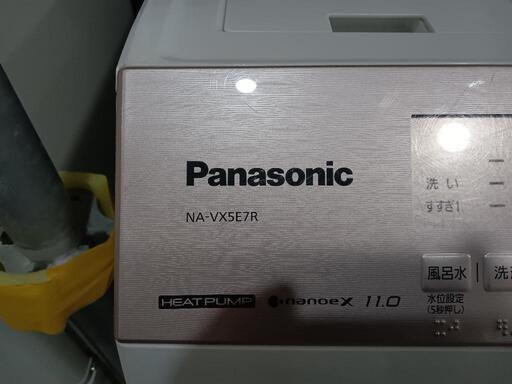 Panasonic
NA-VX5E7R
洗い
すすぎ1
風呂水
水位設定
(5秒押し)
HEAT PUMP
nanoeX 11.0